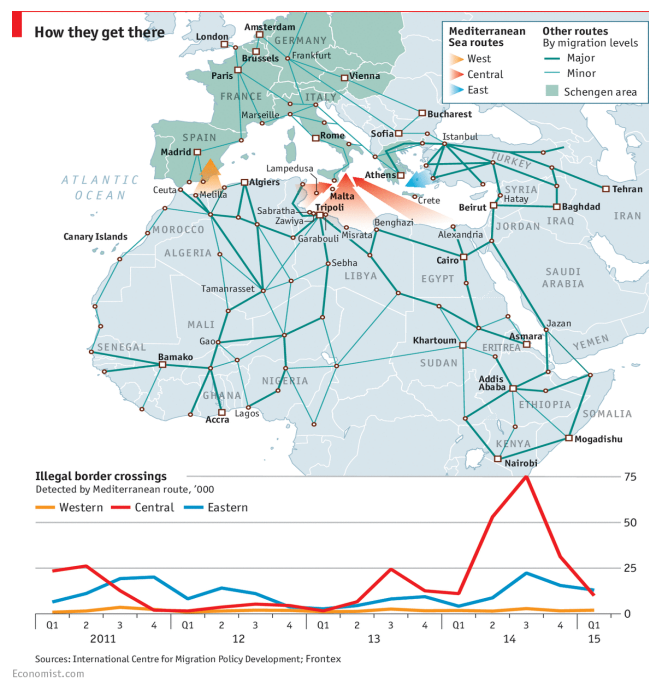 How they get there
Mediterranean
Sea routes
West
Central
East
Other routes
By migration levels
Major
Minor
Schengen area
Amsterdam
London
GERMANY
Brussels
Frankfurt
Paris
Vienna
FRANCE
ITALY
Marseille
Bucharest
Rome
Sofia
Istanbul
SPAIN
Madrid
TURKEY
Lampedusa
Athens
ATLANTIC
OCEAN
Ceuta
Melilla
Algiers
Malta
Crete
SYRIA
Hatay
Tehran
Sabratha
Tripoli
Zawiya
Beirut
Baghdad
IRAQ
IRAN
Benghazi
Misrata
JORDAN
Alexandria
MOROCCO
Canary Islands
Garabouli
ALGERIA
Sebha
LIBYA
Cairo
EGYPT
SAUDI
ARABIA
Tamanrasset
MALI
Jazan
Gao
Khartoum
Asmara
YEMEN
SENEGAL
Bamako
ERITREA
SUDAN
NIGERIA
Addis
Ababa
GHANA
ETHIOPIA
Lagos
Accra
SOMALIA
KENYA
Mogadishu
Nairobi
Illegal border crossings
Detected by Mediterranean route, ’000
Western Central Eastern
75
50
25
0
Q1 2 3 4 Q1 2 3 4 Q1 2 3 4 Q1 2 3 4 Q1
2011 12 13 14 15
Sources: International Centre for Migration Policy Development; Frontex
Economist.com